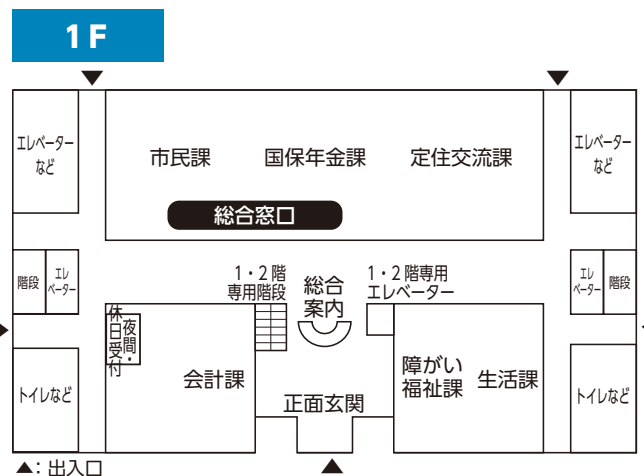 1F
エレベーター
など
市民課
国保年金課
定住交流課
エレベーター
など
総合窓口
階段
エレ
ベーター
1・2階
専用階段
総合
案内
1・2階専用
エレベーター
エレ
ベーター
階段
夜間・
休日受付
会計課
障がい
福祉課
生活課
トイレなど
正面玄関
トイレなど
▲：出入口